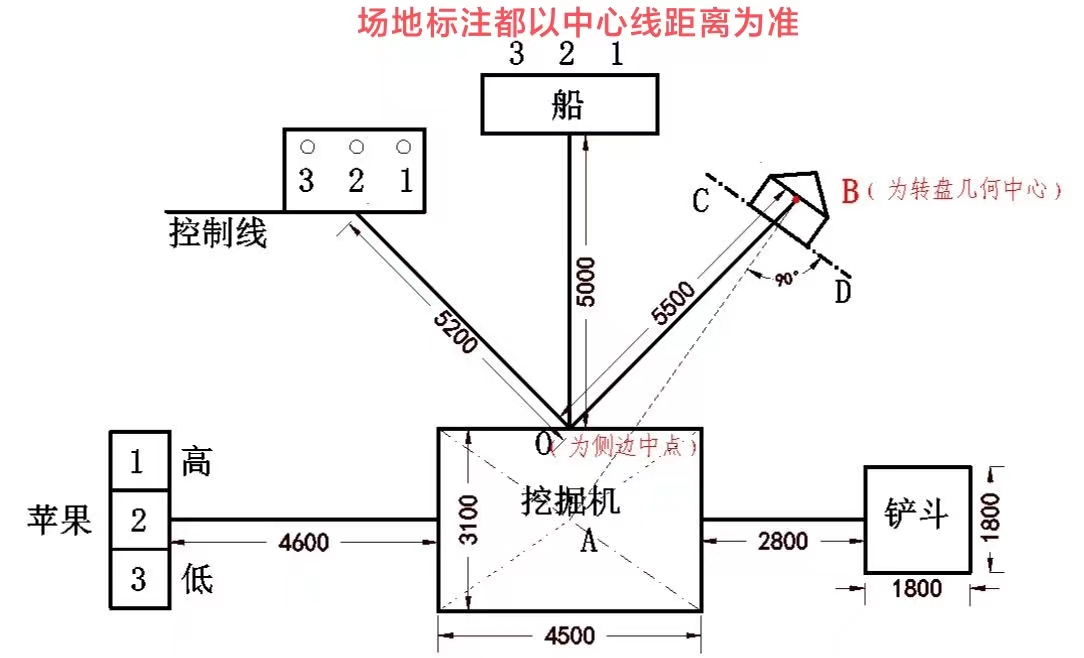 场地标注都以中心线距离为准
3 2 1
船
3 2 1
控制线
C
B（为转盘几何中心）
D
90°
5200
5000
5500
O（为侧边中点）
挖掘机
A
3100
4500
苹果
1 高
2
3 低
4600
2800
铲斗
1800
1800